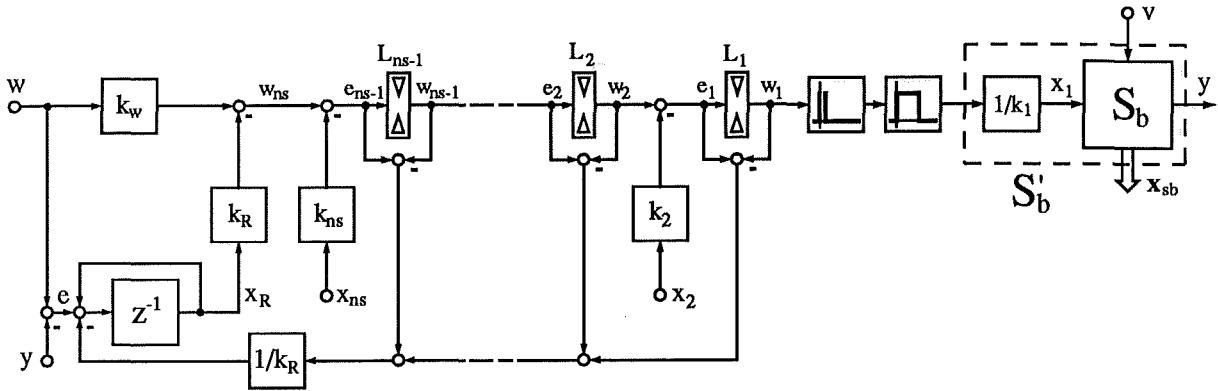 w
k_w
w_ns
-
-
e_ns-1
L_ns-1
w_ns-1
-
e_2
L_2
w_2
-
-
e_1
L_1
w_1
-
1/k_1
x_1
v
S_b
y
S_b'
x_sb
k_R
k_ns
k_2
x_R
x_ns
x_2
e
-
-
z^-1
y
1/k_R